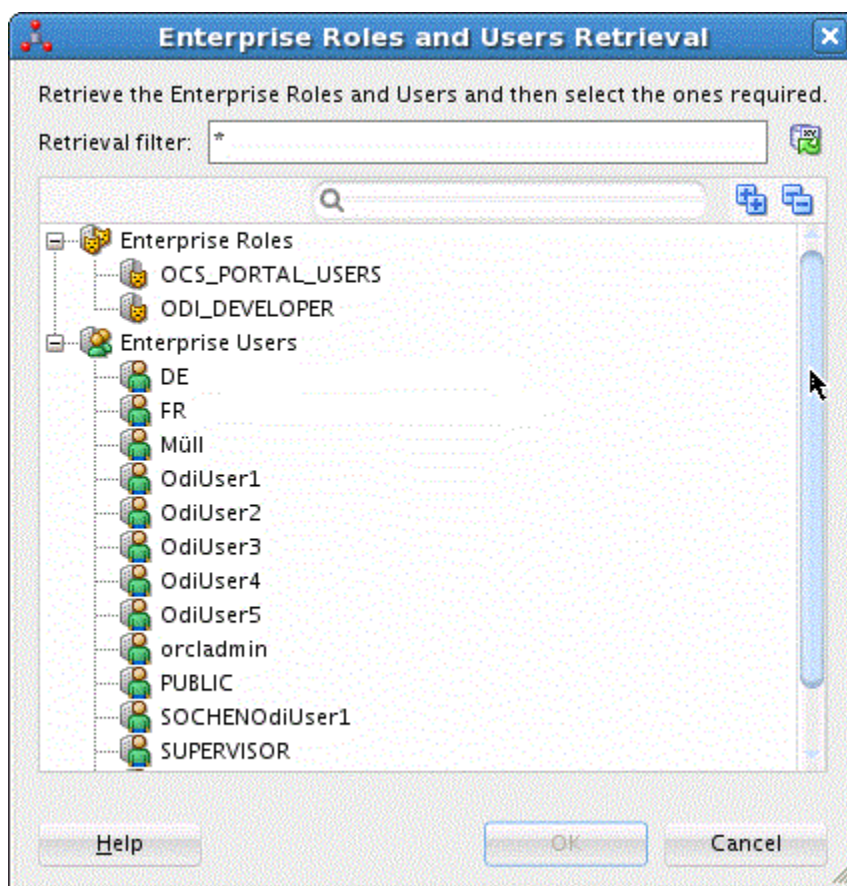 Enterprise Roles and Users Retrieval
Retrieve the Enterprise Roles and Users and then select the ones required.
Retrieval filter: *
Enterprise Roles
OCS_PORTAL_USERS
ODI_DEVELOPER
Enterprise Users
DE
FR
Müll
OdiUser1
OdiUser2
OdiUser3
OdiUser4
OdiUser5
orcladmin
PUBLIC
SOCHENOdiUser1
SUPERVISOR
Help OK Cancel